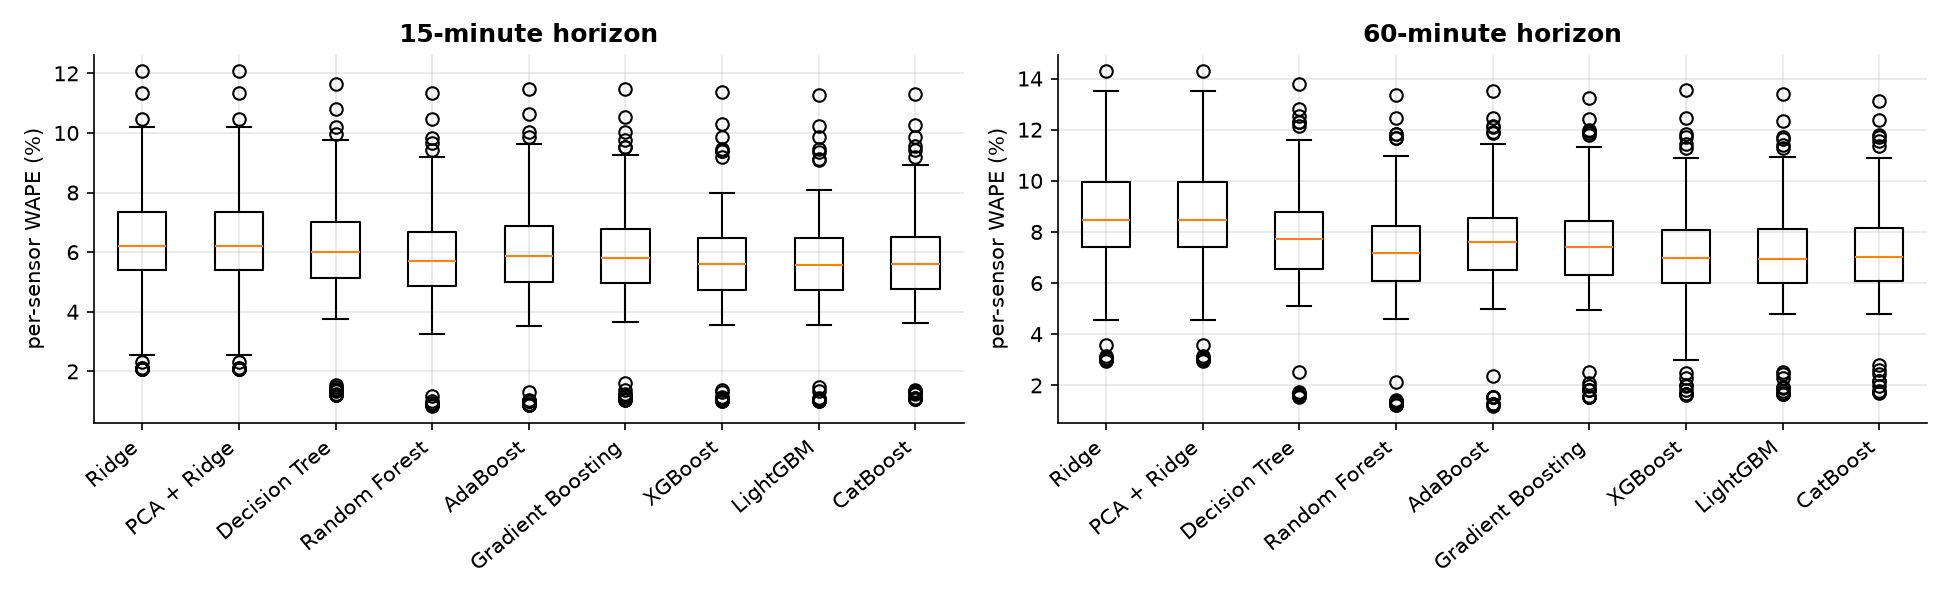 15-minute horizon
per-sensor WAPE (%)
12
10
8
6
4
2
Ridge
PCA + Ridge
Decision Tree
Random Forest
AdaBoost
Gradient Boosting
XGBoost
LightGBM
CatBoost
60-minute horizon
per-sensor WAPE (%)
14
12
10
8
6
4
2
Ridge
PCA + Ridge
Decision Tree
Random Forest
AdaBoost
Gradient Boosting
XGBoost
LightGBM
CatBoost